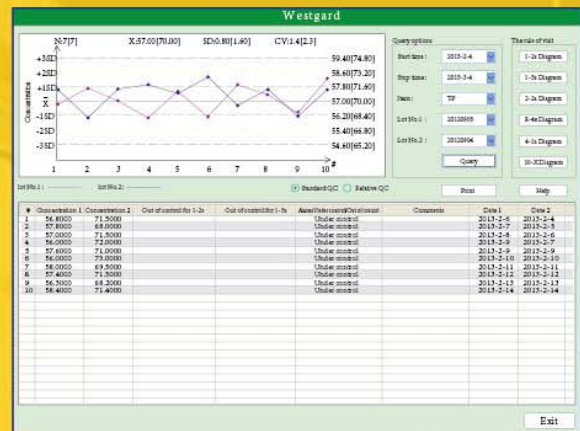 Westgard
N:7[7] X:57.00[70.00] SD:0.80[1.60] CV:1.4[2.3]
+3SD 59.40[74.80]
+2SD 58.60[73.20]
+1SD 57.80[71.60]
X 57.00[70.00]
-1SD 56.20[68.40]
-2SD 55.40[66.80]
-3SD 54.60[65.20]
Concentration
1 2 3 4 5 6 7 8 9 10 #
Lot No.1: Lot No.2:
Standard QC Relative QC
Query options
Start time: 2013-2-4
Stop time: 2013-3-4
Item: TP
Lot No.1: 20120905
Lot No.2: 20120906
Query
Print
The rule of visit
1-2s Diagram
1-3s Diagram
2-2s Diagram
R-4s Diagram
4-1s Diagram
10-X Diagram
Help
# Concentration 1 Concentration 2 Out of control for 1-2s Out of control for 1-3s Comments Date 1 Date 2
1 56.8000 71.5000 Under control 2013-2-6 2013-2-4
2 57.8000 68.0000 Under control 2013-2-7 2013-2-5
3 57.0000 71.5000 Under control 2013-2-8 2013-2-6
4 56.0000 72.0000 Under control 2013-2-9 2013-2-7
5 57.6000 71.0000 Under control 2013-2-9 2013-2-9
6 56.0000 73.0000 Under control 2013-2-10 2013-2-10
7 58.0000 69.5000 Under control 2013-2-11 2013-2-11
8 57.4000 71.5000 Under control 2013-2-12 2013-2-12
9 56.3000 68.2000 Under control 2013-2-13 2013-2-13
10 58.4000 71.4000 Under control 2013-2-14 2013-2-14
Exit